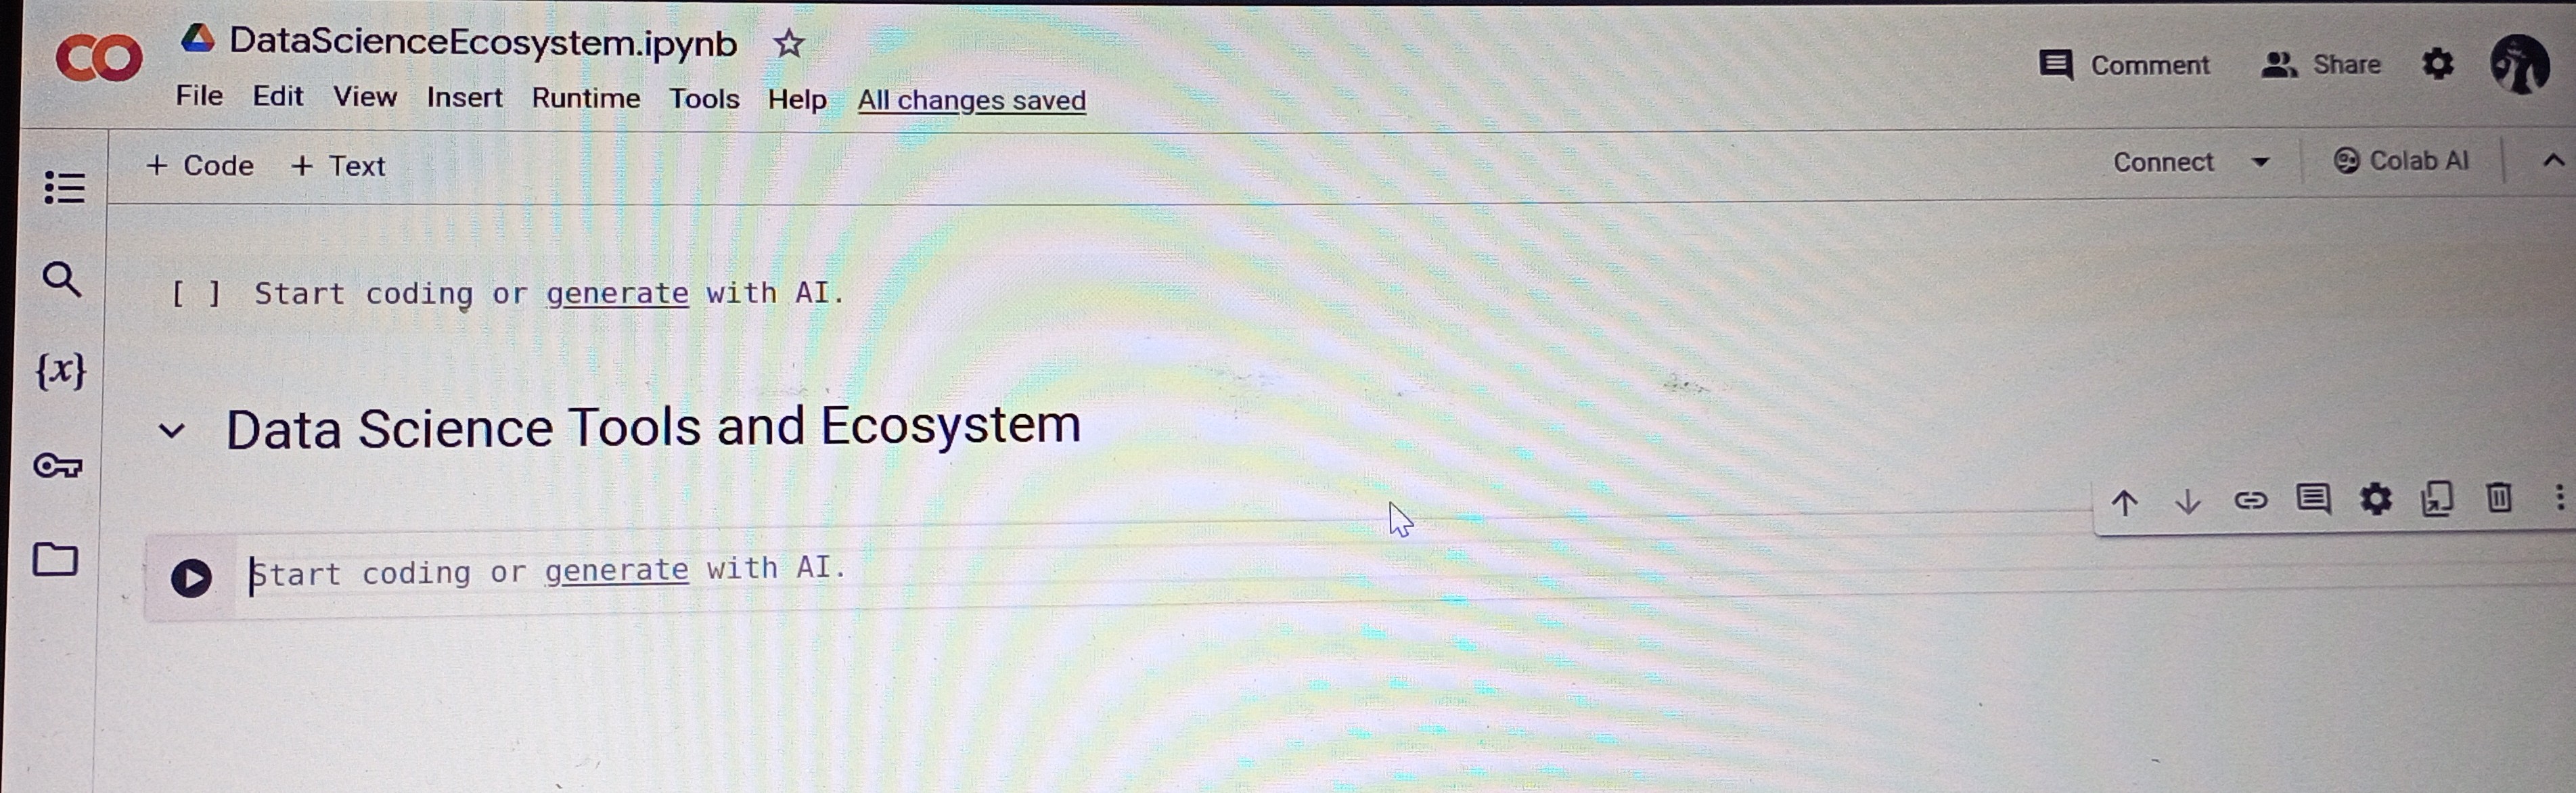 CO DataScienceEcosystem.ipynb
Comment Share
File Edit View Insert Runtime Tools Help All changes saved
+ Code + Text
Connect Colab AI
[ ] Start coding or generate with AI.
{x}
Data Science Tools and Ecosystem
Start coding or generate with AI.